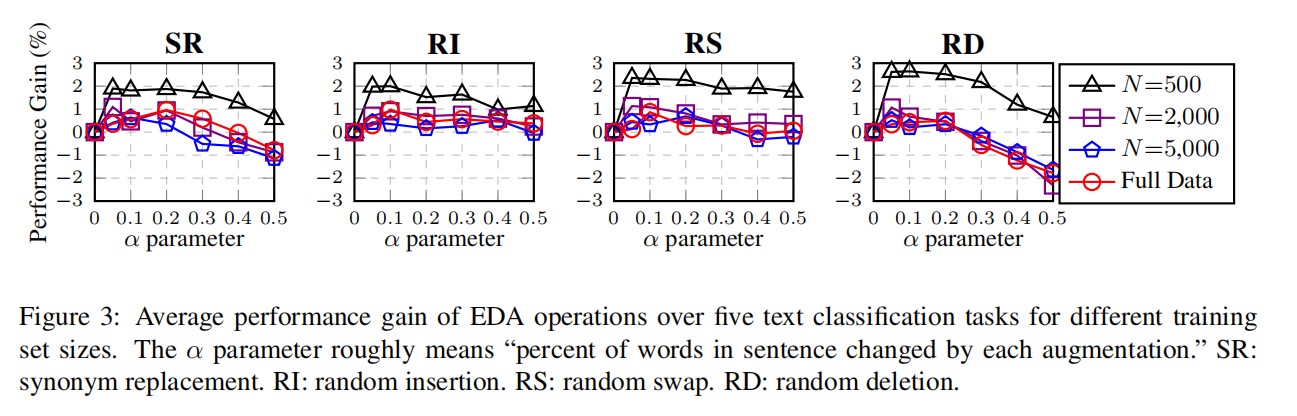 SR RI RS RD
Performance Gain (%)
3 3 3 3
2 2 2 2
1 1 1 1
0 0 0 0
−1 −1 −1 −1
−2 −2 −2 −2
−3 −3 −3 −3
0 0.1 0.2 0.3 0.4 0.5 0 0.1 0.2 0.3 0.4 0.5 0 0.1 0.2 0.3 0.4 0.5 0 0.1 0.2 0.3 0.4 0.5
α parameter α parameter α parameter α parameter
N=500
N=2,000
N=5,000
Full Data
Figure 3: Average performance gain of EDA operations over five text classification tasks for different training
set sizes. The α parameter roughly means “percent of words in sentence changed by each augmentation.” SR:
synonym replacement. RI: random insertion. RS: random swap. RD: random deletion.